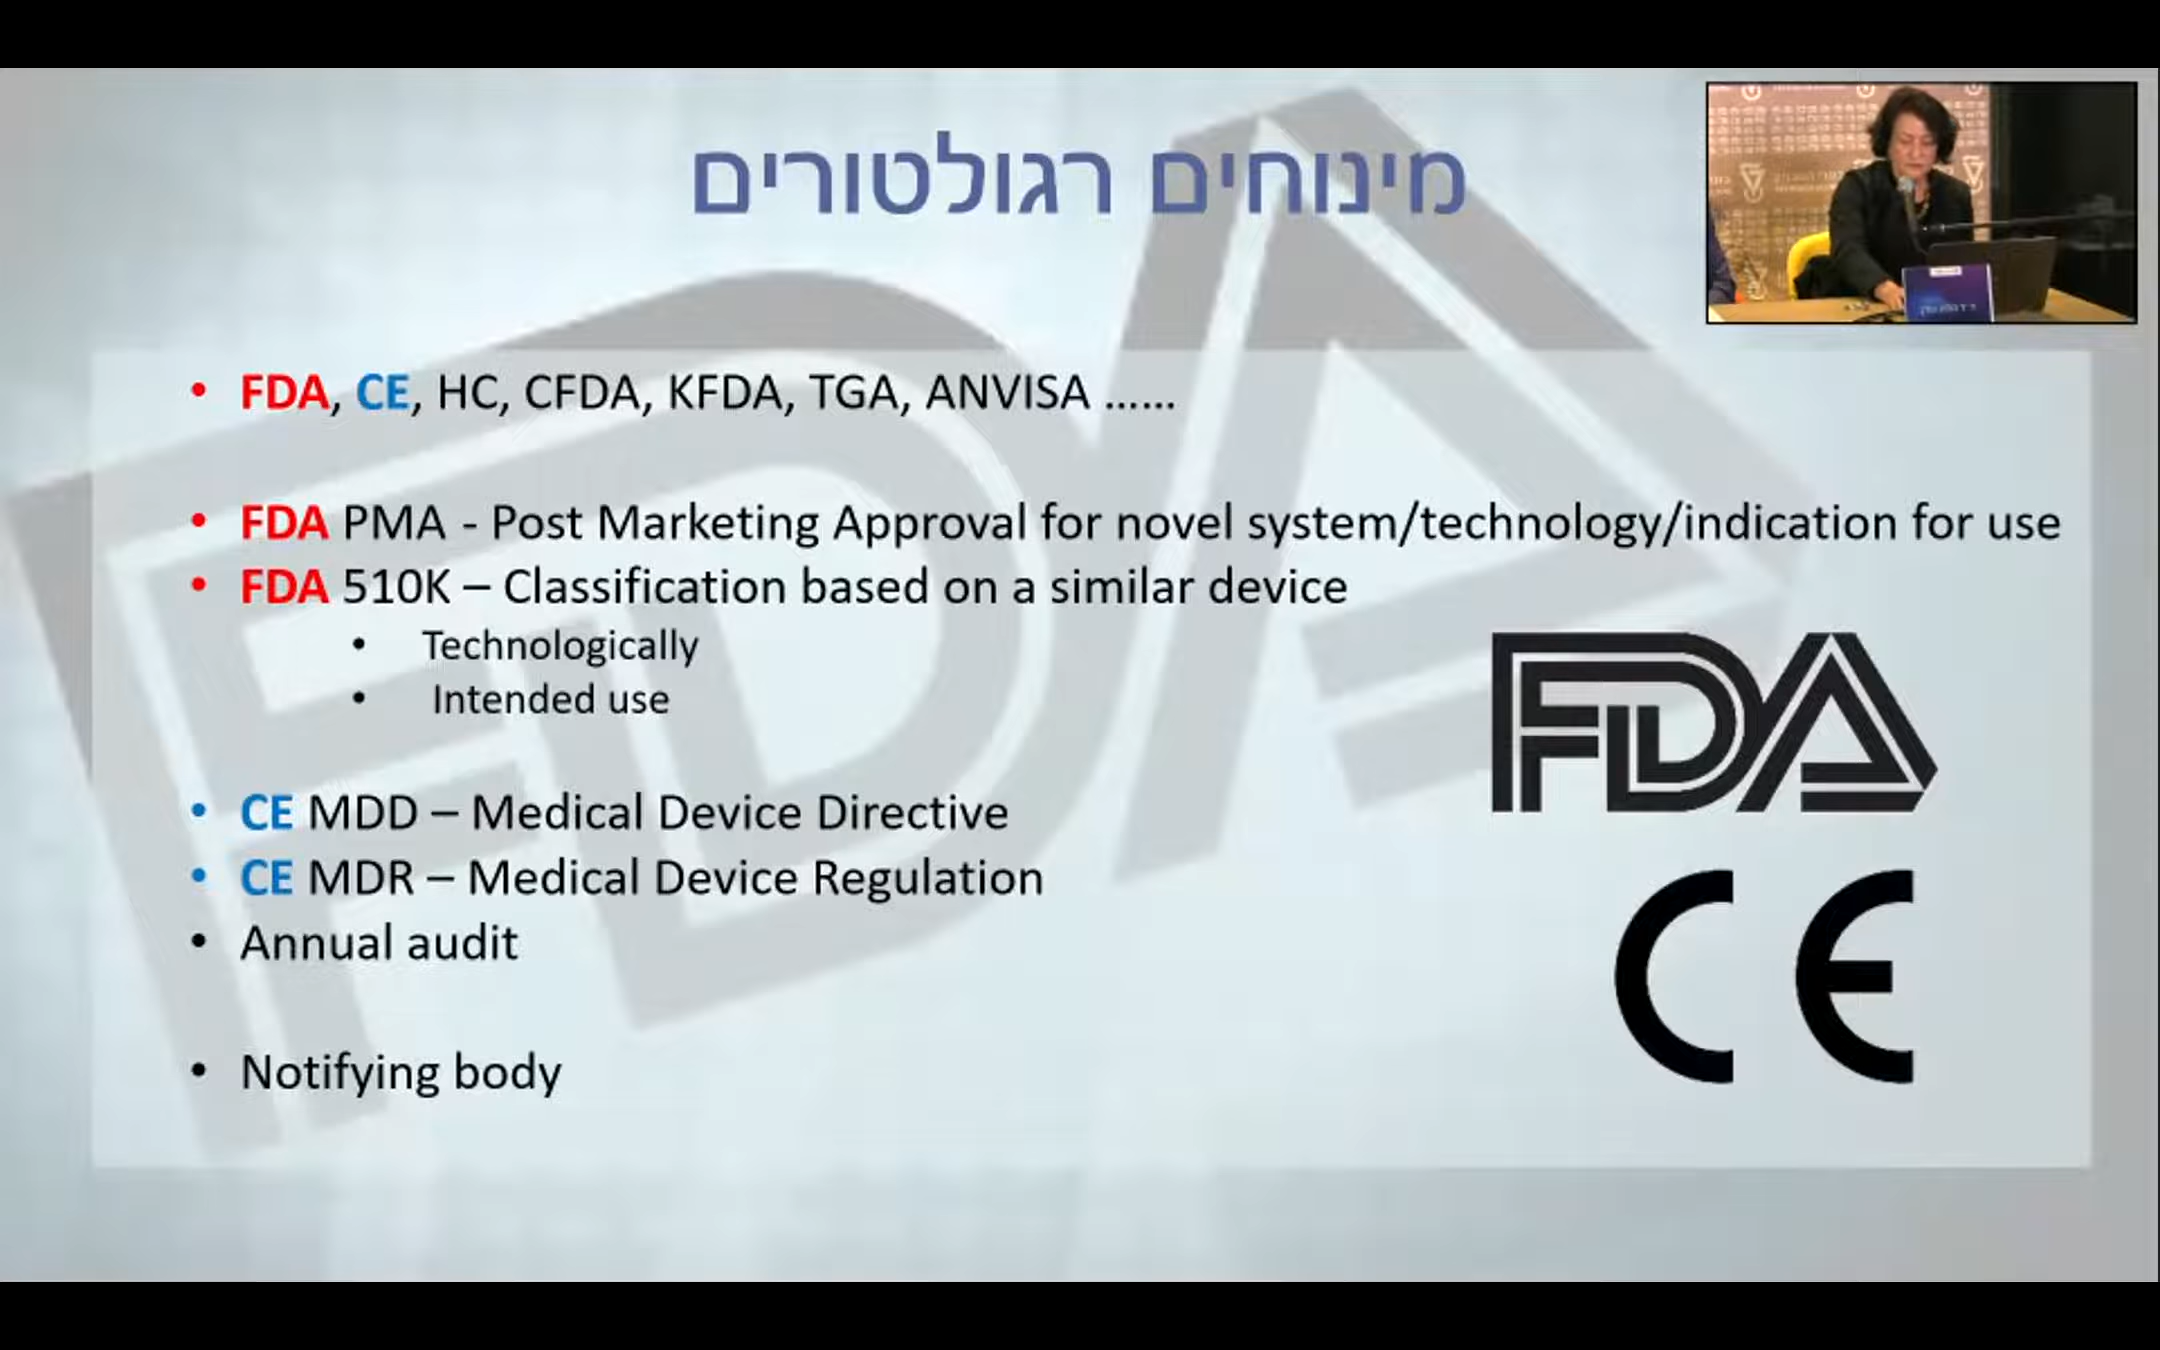 מינוחים רגולטורים
• FDA, CE, HC, CFDA, KFDA, TGA, ANVISA ......
• FDA PMA - Post Marketing Approval for novel system/technology/indication for use
• FDA 510K – Classification based on a similar device
• Technologically
• Intended use
• CE MDD – Medical Device Directive
• CE MDR – Medical Device Regulation
• Annual audit
• Notifying body
FDA
CE
FDA